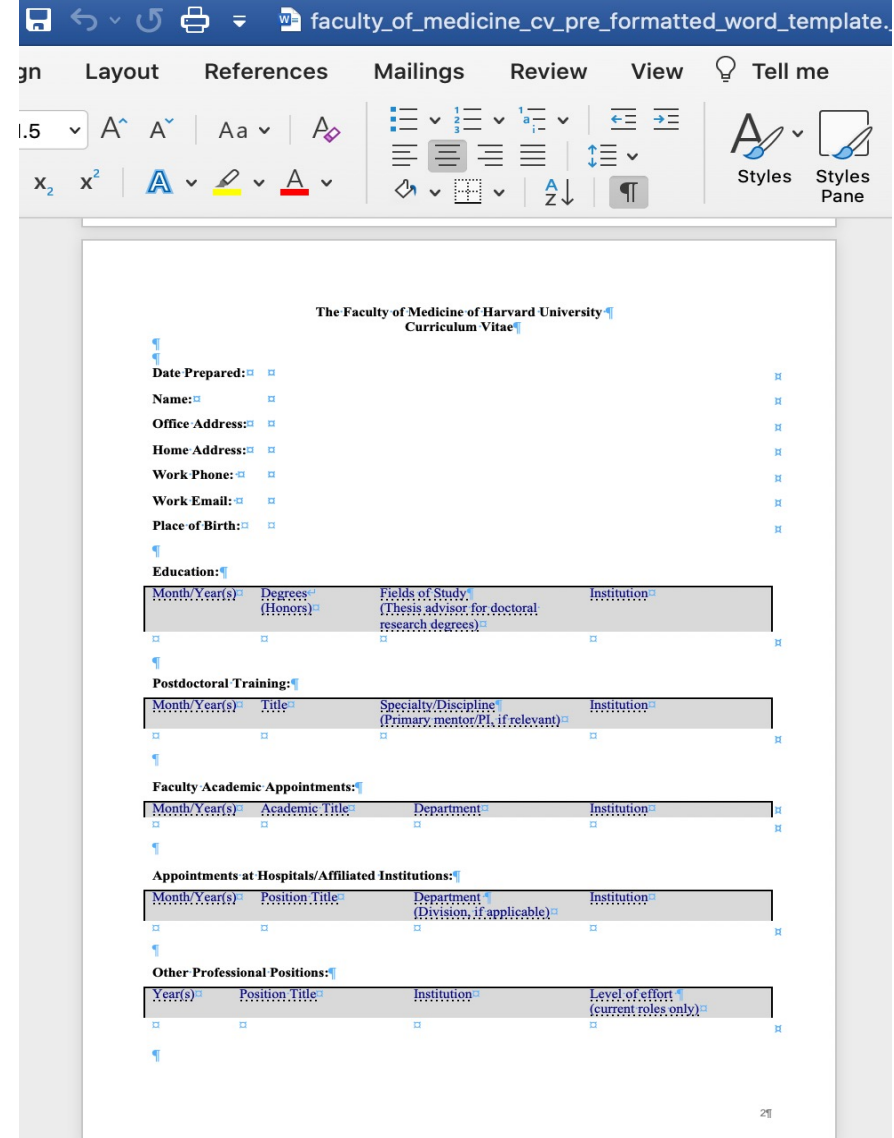 faculty_of_medicine_cv_pre_formatted_word_template.
Layout References Mailings Review View Tell me
Aa
Styles Styles Pane
The Faculty of Medicine of Harvard University
Curriculum Vitae
Date Prepared:
Name:
Office Address:
Home Address:
Work Phone:
Work Email:
Place of Birth:
Education:
Month/Year(s) Degrees Fields of Study Institution
(Honors) (Thesis advisor for doctoral
research degrees)
Postdoctoral Training:
Month/Year(s) Title Specialty/Discipline Institution
(Primary mentor/PI, if relevant)
Faculty Academic Appointments:
Month/Year(s) Academic Title Department Institution
Appointments at Hospitals/Affiliated Institutions:
Month/Year(s) Position Title Department Institution
(Division, if applicable)
Other Professional Positions:
Year(s) Position Title Institution Level of effort
(current roles only)
2